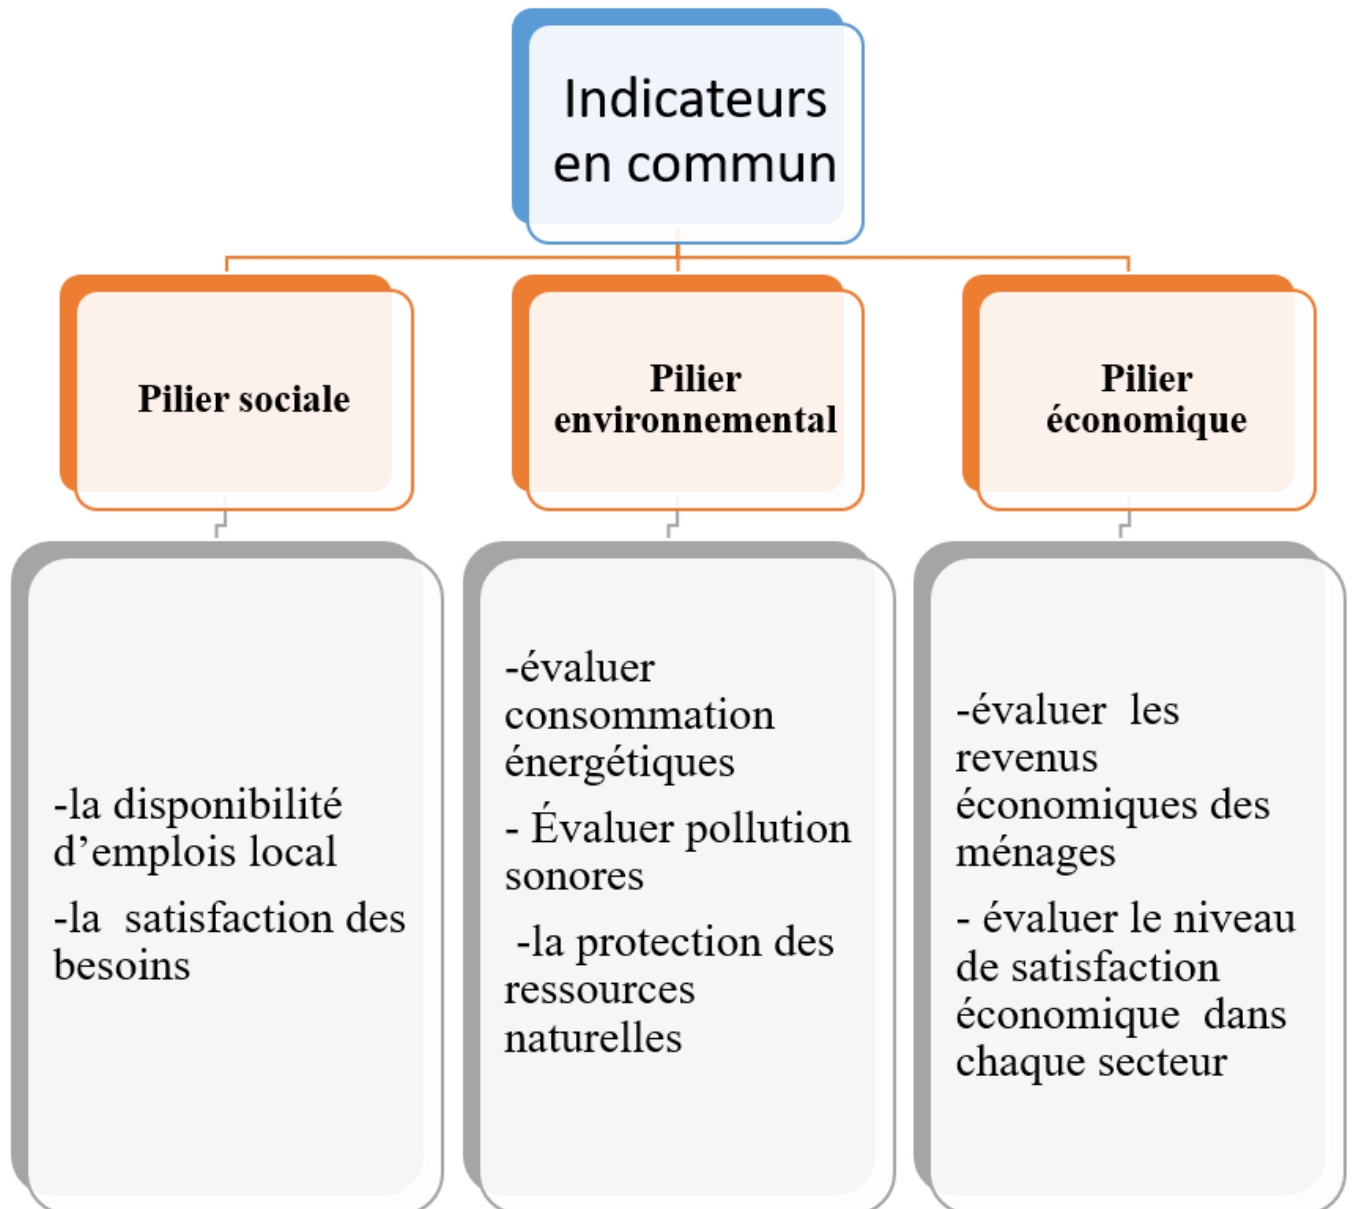 Indicateurs
en commun
Pilier sociale
Pilier
environnemental
Pilier
économique
-la disponibilité
d’emplois local
-la  satisfaction des
besoins
-évaluer
consommation
énergétiques
- Évaluer pollution
sonores
-la protection des
ressources
naturelles
-évaluer  les
revenus
économiques des
ménages
- évaluer le niveau
de satisfaction
économique  dans
chaque secteur